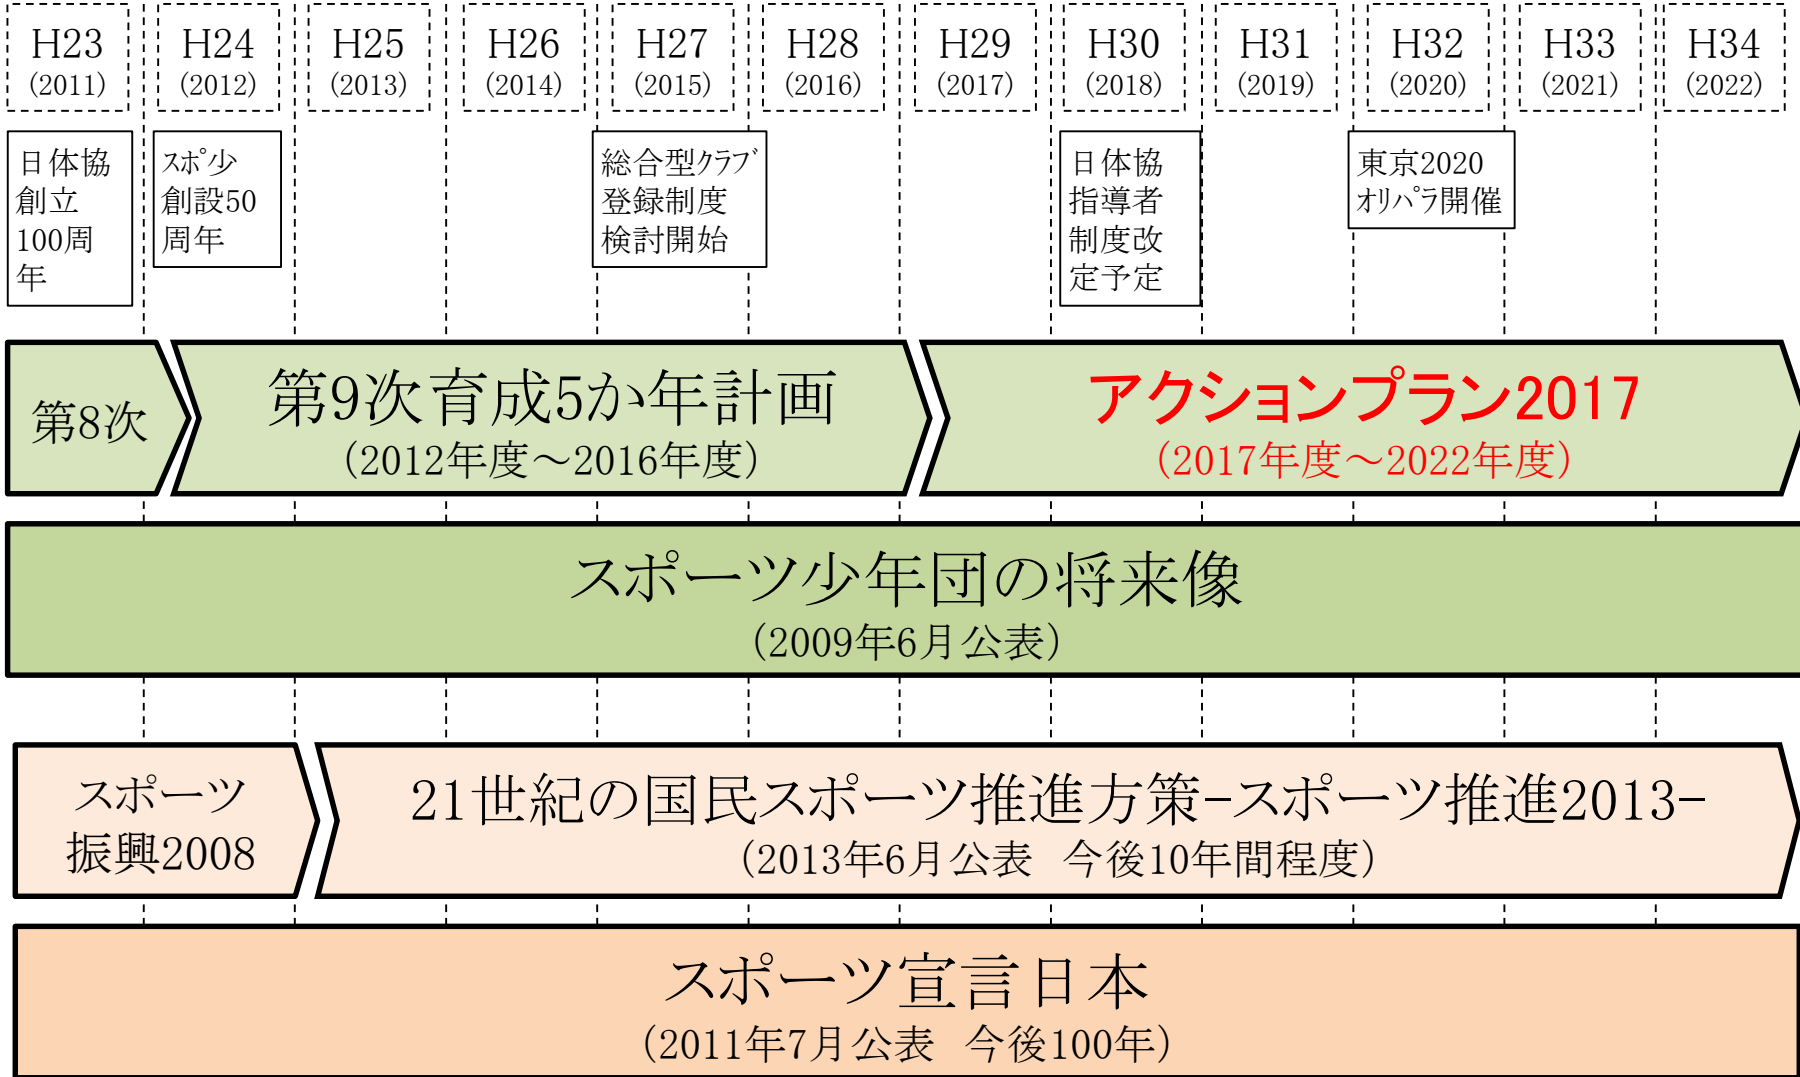 H23
(2011)
H24
(2012)
H25
(2013)
H26
(2014)
H27
(2015)
H28
(2016)
H29
(2017)
H30
(2018)
H31
(2019)
H32
(2020)
H33
(2021)
H34
(2022)
日体協
創立
100周
年
ｽﾎﾟ少
創設50
周年
総合型ｸﾗﾌﾞ
登録制度
検討開始
日体協
指導者
制度改
定予定
東京2020
ｵﾘﾊﾟﾗ開催
第8次
第9次育成5か年計画
(2012年度～2016年度)
アクションプラン2017
(2017年度～2022年度)
スポーツ少年団の将来像
(2009年6月公表)
スポーツ
振興2008
21世紀の国民スポーツ推進方策−スポーツ推進2013−
(2013年6月公表　今後10年間程度)
スポーツ宣言日本
(2011年7月公表　今後100年)